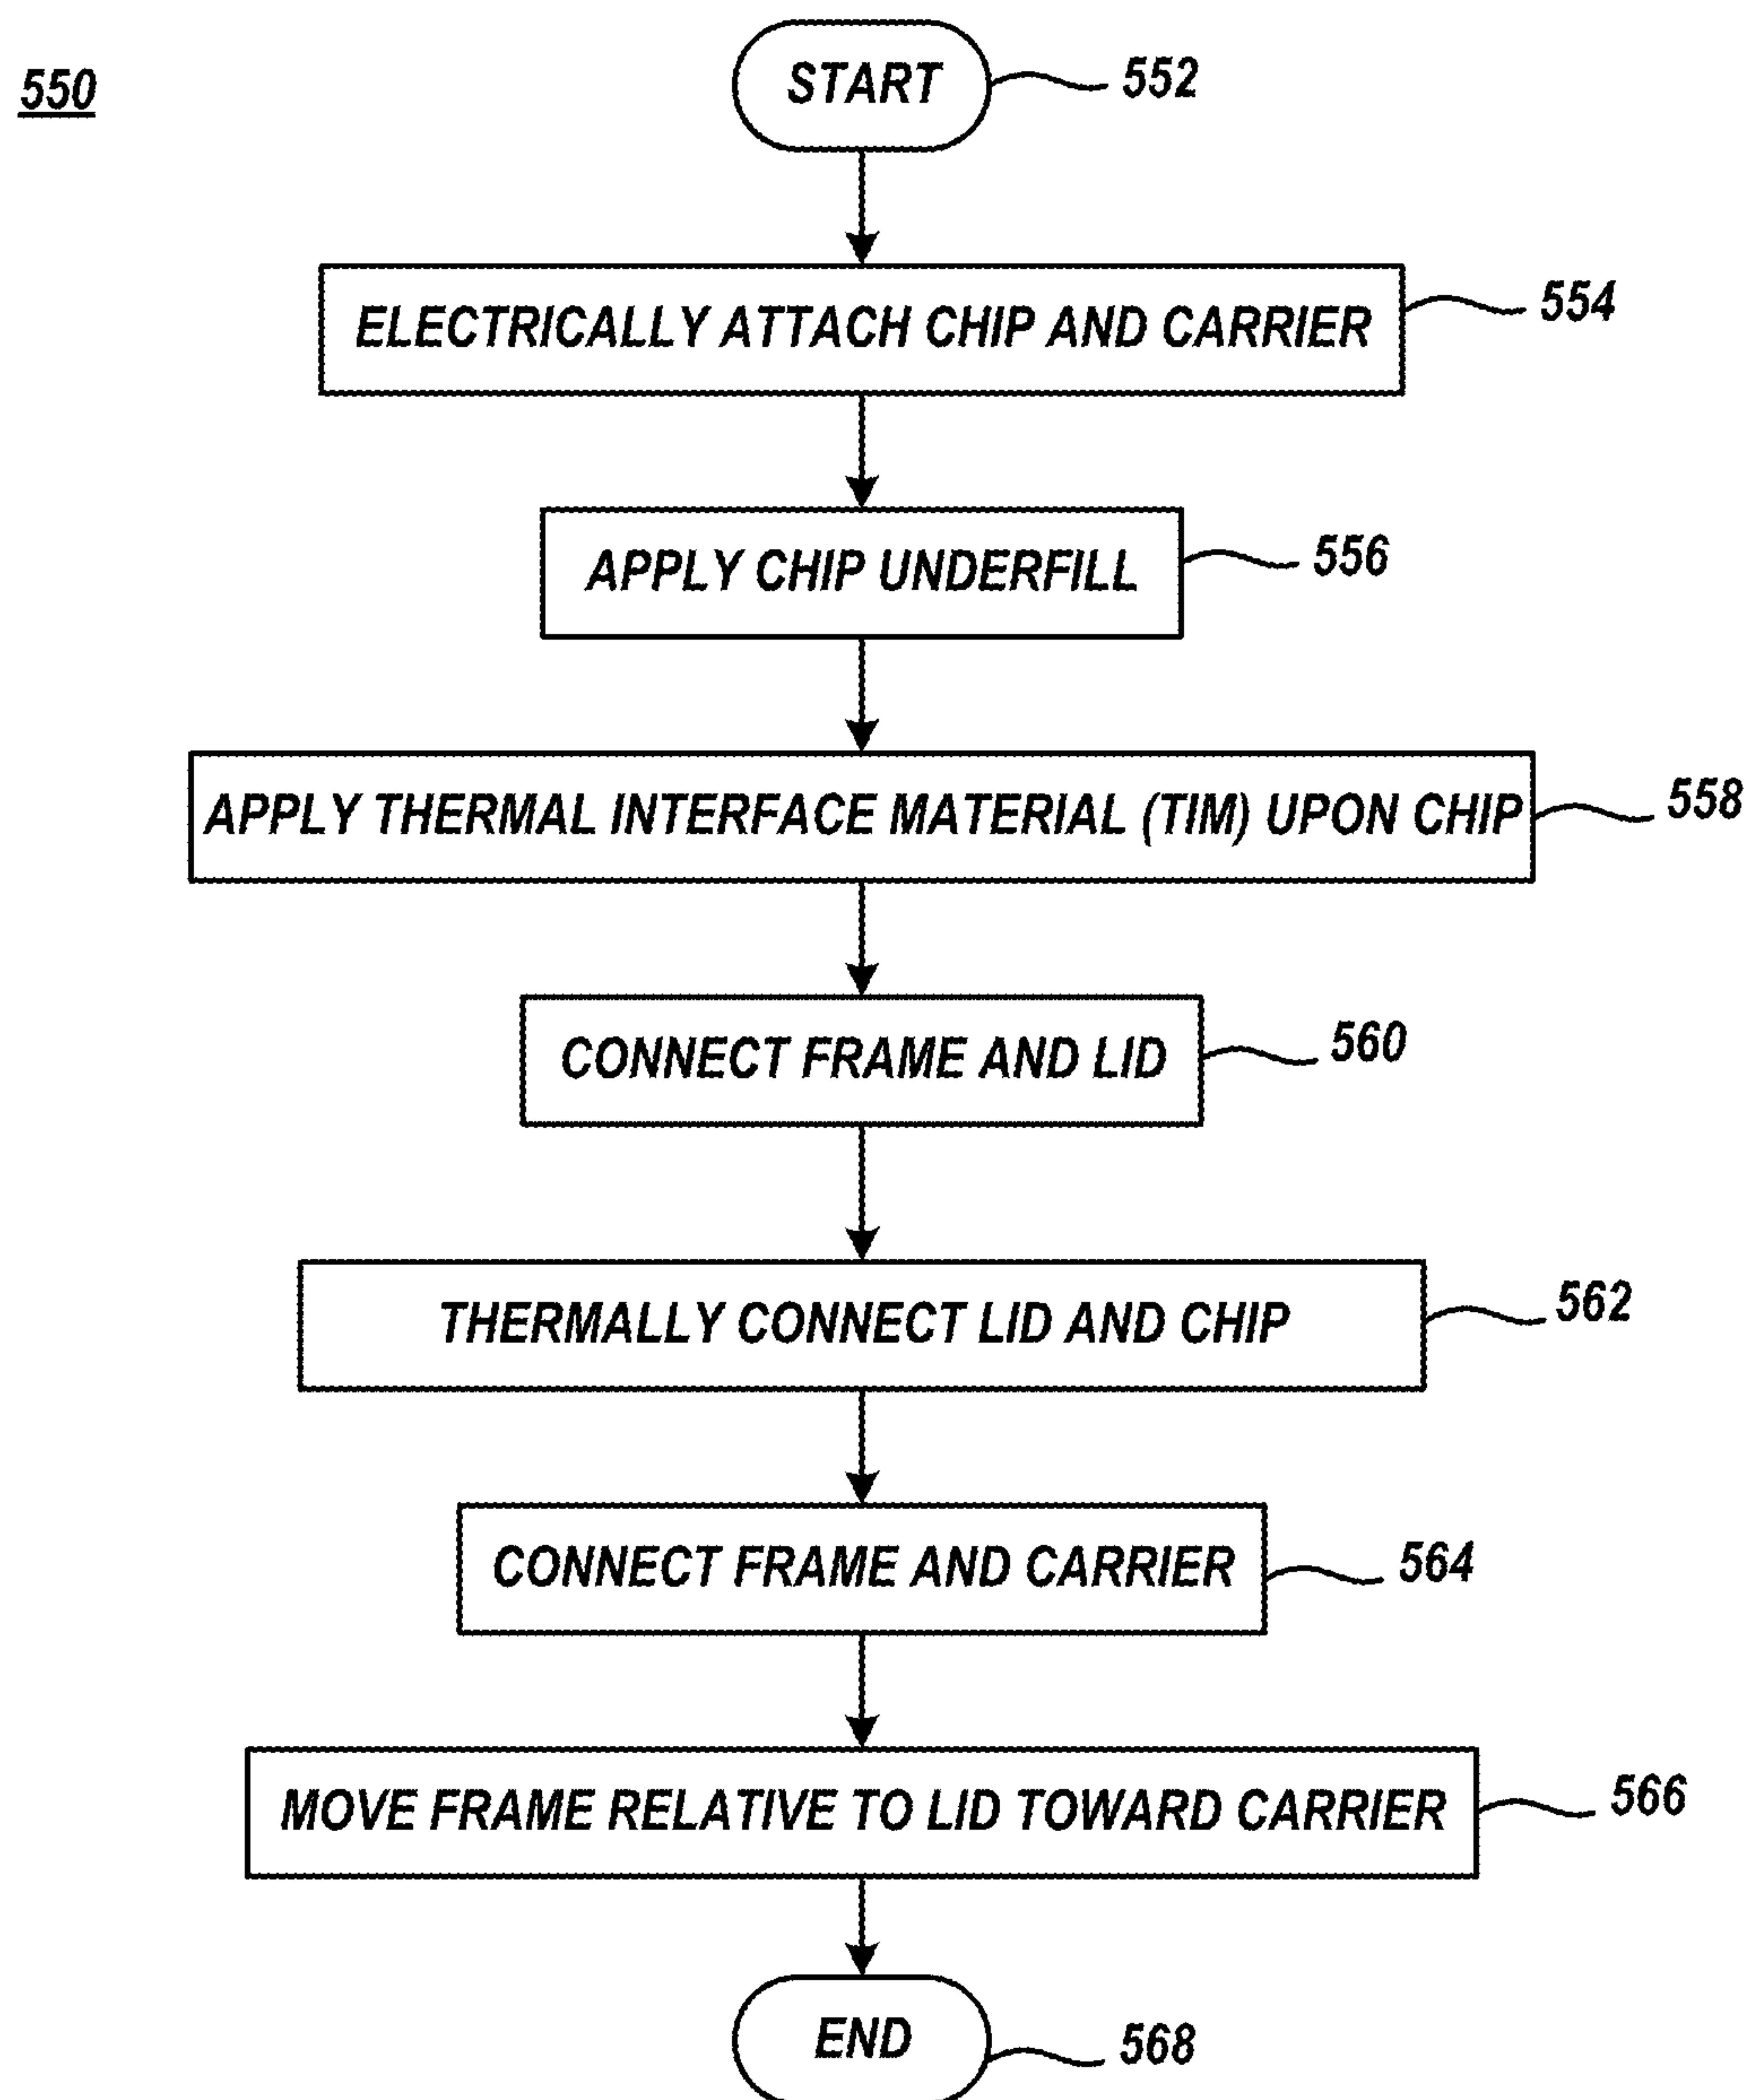 550
START
552
ELECTRICALLY ATTACH CHIP AND CARRIER
554
APPLY CHIP UNDERFILL
556
APPLY THERMAL INTERFACE MATERIAL (TIM) UPON CHIP
558
CONNECT FRAME AND LID
560
THERMALLY CONNECT LID AND CHIP
562
CONNECT FRAME AND CARRIER
564
MOVE FRAME RELATIVE TO LID TOWARD CARRIER
566
END
568